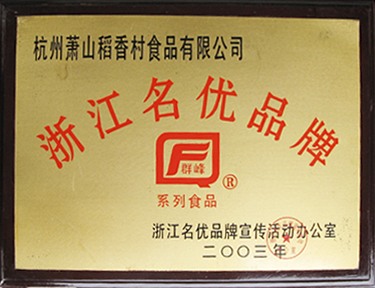 杭州萧山稻香村食品有限公司
浙江名优品牌
群峰
®
系列食品
浙江名优品牌宣传活动办公室
二〇〇三年